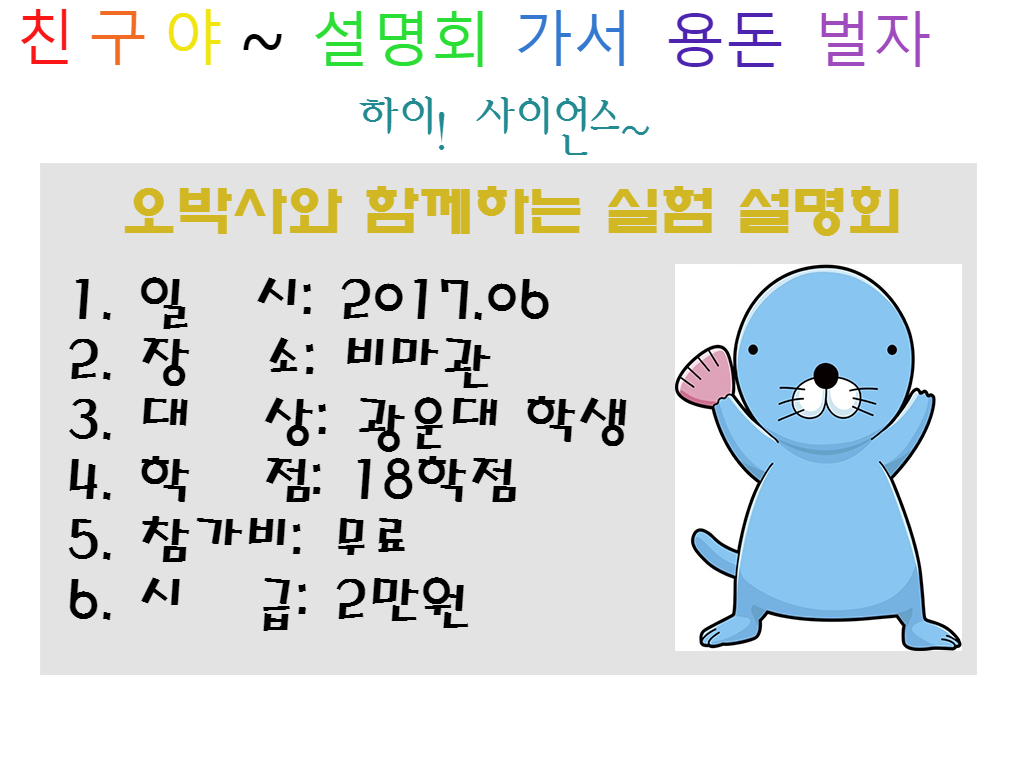 친구야~ 설명회 가서 용돈 벌자
하이! 사이언스~
오박사와 함께하는 실험 설명회
1. 일 시: 2017.06
2. 장 소: 비마관
3. 대 상: 광운대 학생
4. 학 점: 18학점
5. 참가비: 무료
6. 시 급: 2만원